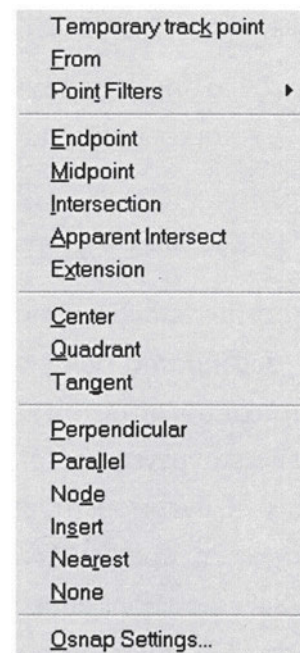 Temporary track point
From
Point Filters
Endpoint
Midpoint
Intersection
Apparent Intersect
Extension
Center
Quadrant
Tangent
Perpendicular
Parallel
Node
Insert
Nearest
None
Osnap Settings...